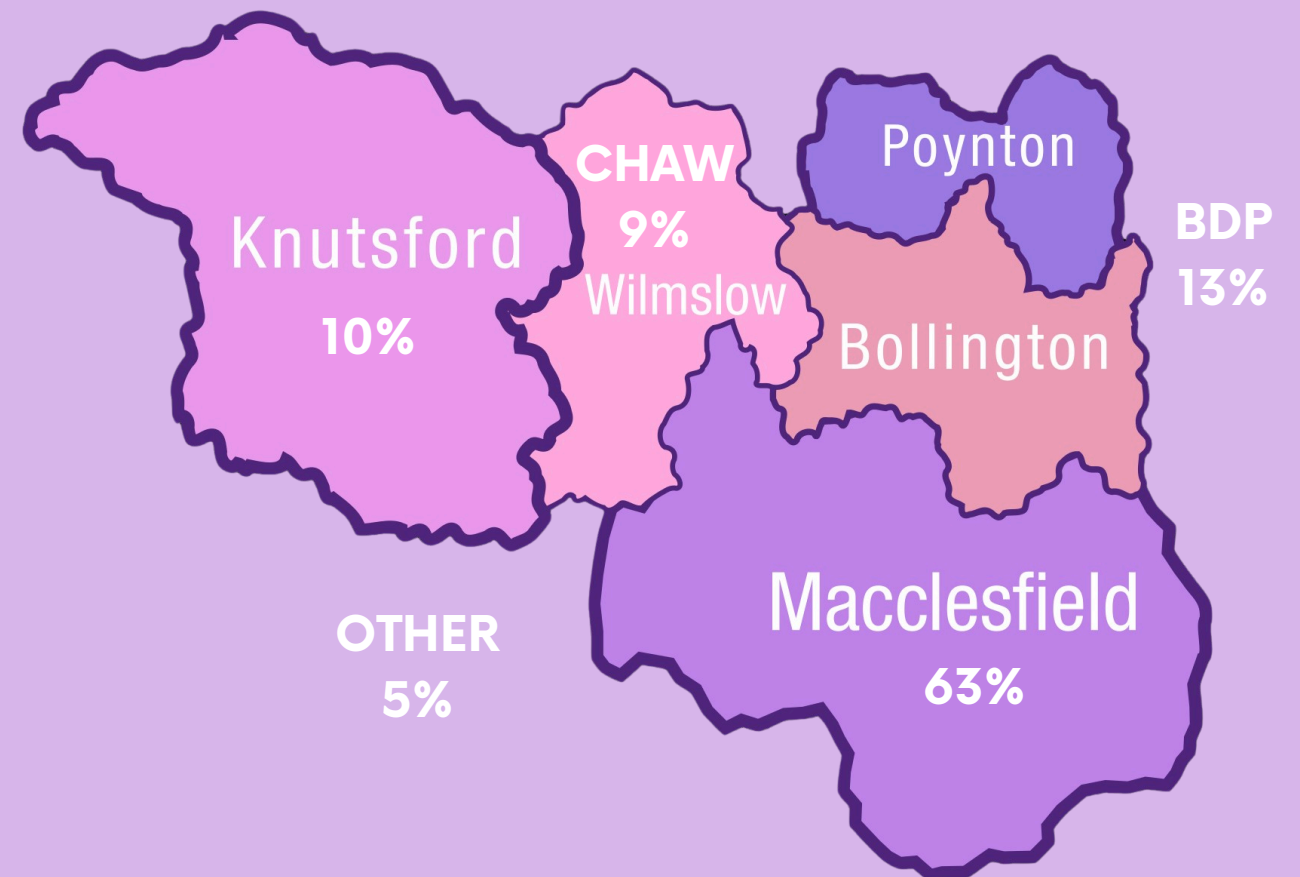 Knutsford
10%
CHAW
9%
Wilmslow
Poynton
BDP
13%
Bollington
Macclesfield
63%
OTHER
5%